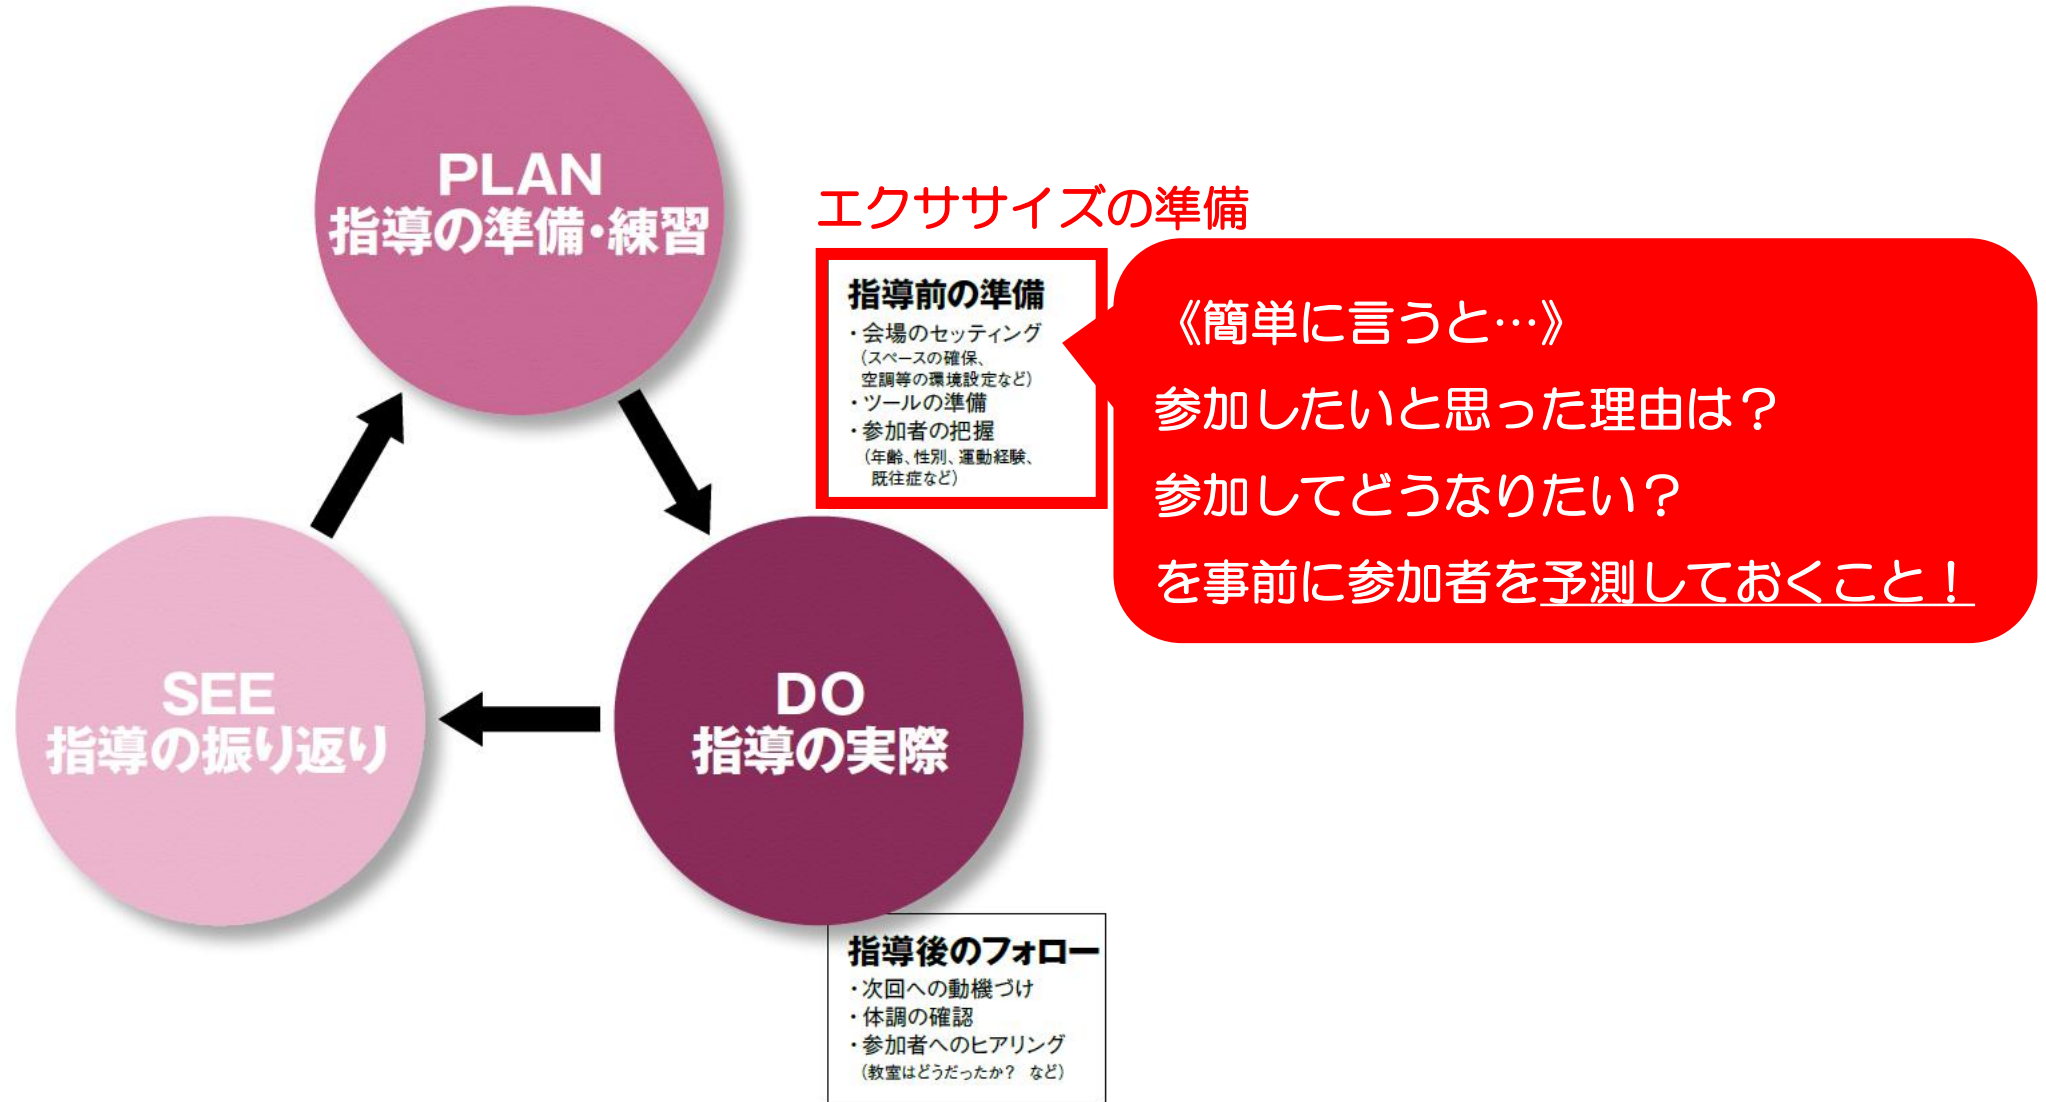 PLAN
指導の準備・練習
エクササイズの準備
指導前の準備
・会場のセッティング
(スペースの確保、
空調等の環境設定など)
・ツールの準備
・参加者の把握
(年齢、性別、運動経験、
既往症など)
《簡単に言うと…》
参加したいと思った理由は？
参加してどうなりたい？
を事前に参加者を予測しておくこと！
SEE
指導の振り返り
DO
指導の実際
指導後のフォロー
・次回への動機づけ
・体調の確認
・参加者へのヒアリング
(教室はどうだったか？ など)